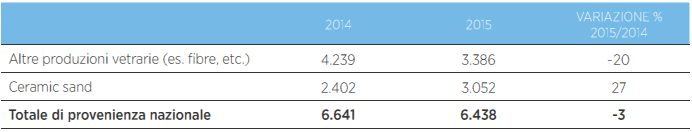 2014 2015 VARIAZIONE % 2015/2014
Altre produzioni vetrarie (es. fibre, etc.) 4.239 3.386 -20
Ceramic sand 2.402 3.052 27
Totale di provenienza nazionale 6.641 6.438 -3